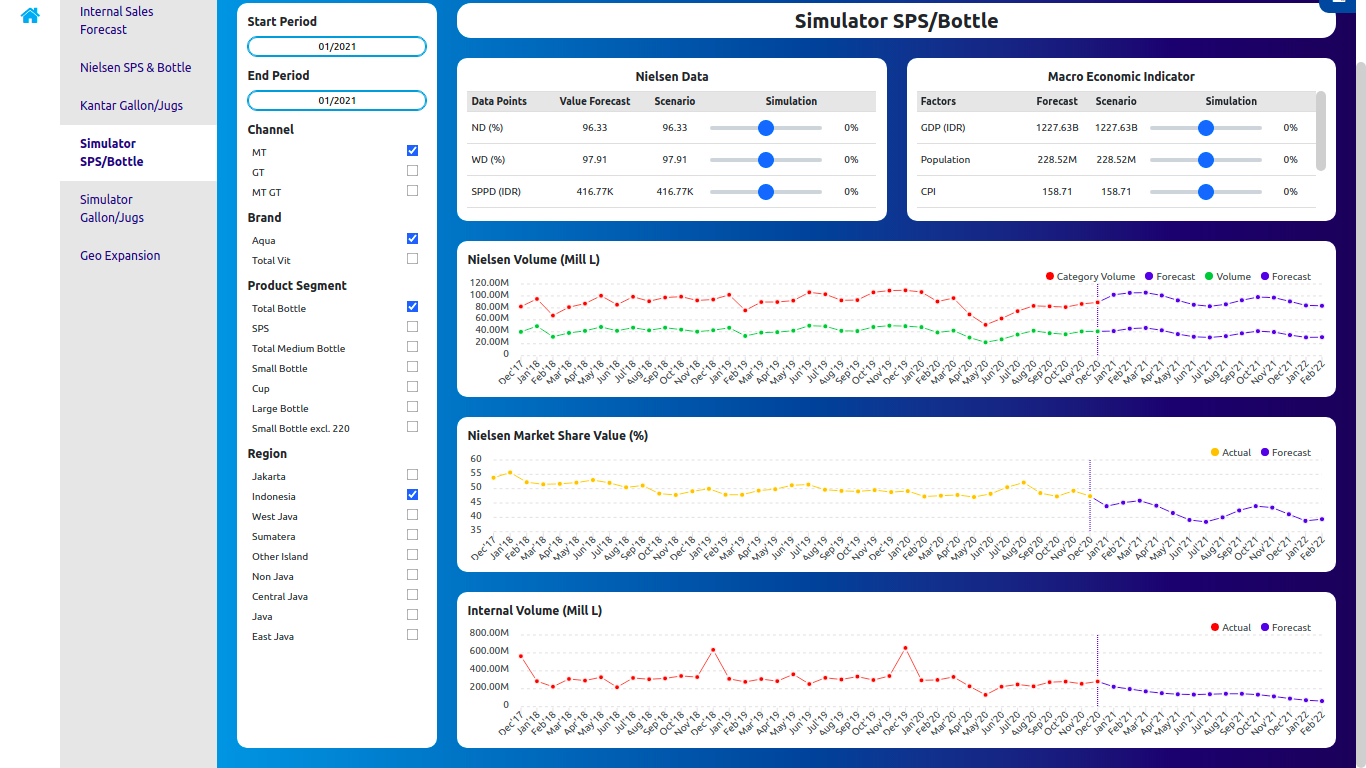 Internal Sales
Forecast
Nielsen SPS & Bottle
Kantar Gallon/Jugs
Simulator
SPS/Bottle
Simulator
Gallon/Jugs
Geo Expansion
Start Period
01/2021
End Period
01/2021
Channel
MT
GT
MT GT
Brand
Aqua
Total Vit
Product Segment
Total Bottle
SPS
Total Medium Bottle
Small Bottle
Cup
Large Bottle
Small Bottle excl. 220
Region
Jakarta
Indonesia
West Java
Sumatera
Other Island
Non Java
Central Java
Java
East Java
Simulator SPS/Bottle
Nielsen Data
Data Points Value Forecast Scenario Simulation
ND (%) 96.33 96.33 0%
WD (%) 97.91 97.91 0%
SPPD (IDR) 416.77K 416.77K 0%
Macro Economic Indicator
Factors Forecast Scenario Simulation
GDP (IDR) 1227.63B 1227.63B 0%
Population 228.52M 228.52M 0%
CPI 158.71 158.71 0%
Nielsen Volume (Mill L)
Category Volume Forecast Volume Forecast
120.00M
100.00M
80.00M
60.00M
40.00M
20.00M
0
Dec'17 Jan'18 Feb'18 Mar'18 Apr'18 May'18 Jun'18 Jul'18 Aug'18 Sep'18 Oct'18 Nov'18 Dec'18 Jan'19 Feb'19 Mar'19 Apr'19 May'19 Jun'19 Jul'19 Aug'19 Sep'19 Oct'19 Nov'19 Dec'19 Jan'20 Feb'20 Mar'20 Apr'20 May'20 Jun'20 Jul'20 Aug'20 Sep'20 Oct'20 Nov'20 Dec'20 Jan'21 Feb'21 Mar'21 Apr'21 May'21 Jun'21 Jul'21 Aug'21 Sep'21 Oct'21 Nov'21 Dec'21 Jan'22 Feb'22
Nielsen Market Share Value (%)
Actual Forecast
60
55
50
45
40
35
Dec'17 Jan'18 Feb'18 Mar'18 Apr'18 May'18 Jun'18 Jul'18 Aug'18 Sep'18 Oct'18 Nov'18 Dec'18 Jan'19 Feb'19 Mar'19 Apr'19 May'19 Jun'19 Jul'19 Aug'19 Sep'19 Oct'19 Nov'19 Dec'19 Jan'20 Feb'20 Mar'20 Apr'20 May'20 Jun'20 Jul'20 Aug'20 Sep'20 Oct'20 Nov'20 Dec'20 Jan'21 Feb'21 Mar'21 Apr'21 May'21 Jun'21 Jul'21 Aug'21 Sep'21 Oct'21 Nov'21 Dec'21 Jan'22 Feb'22
Internal Volume (Mill L)
Actual Forecast
800.00M
600.00M
400.00M
200.00M
0
Dec'17 Jan'18 Feb'18 Mar'18 Apr'18 May'18 Jun'18 Jul'18 Aug'18 Sep'18 Oct'18 Nov'18 Dec'18 Jan'19 Feb'19 Mar'19 Apr'19 May'19 Jun'19 Jul'19 Aug'19 Sep'19 Oct'19 Nov'19 Dec'19 Jan'20 Feb'20 Mar'20 Apr'20 May'20 Jun'20 Jul'20 Aug'20 Sep'20 Oct'20 Nov'20 Dec'20 Jan'21 Feb'21 Mar'21 Apr'21 May'21 Jun'21 Jul'21 Aug'21 Sep'21 Oct'21 Nov'21 Dec'21 Jan'22 Feb'22